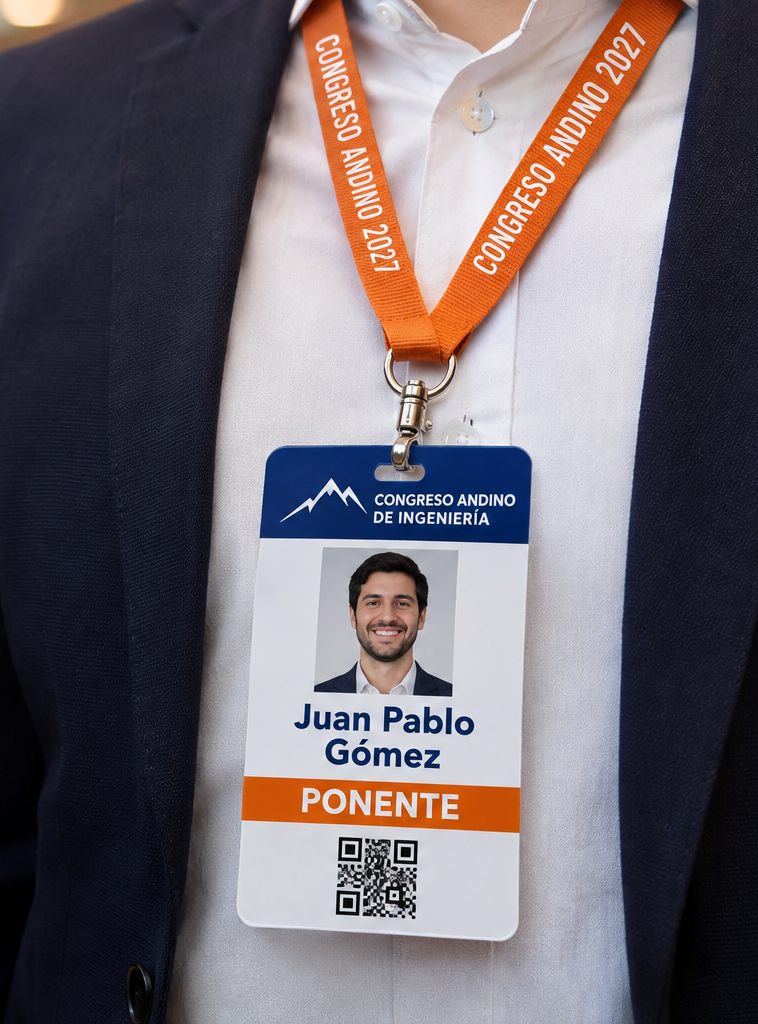 CONGRESO ANDINO 2027
CONGRESO ANDINO 2027
CONGRESO ANDINO
DE INGENIERÍA
Juan Pablo
Gómez
PONENTE